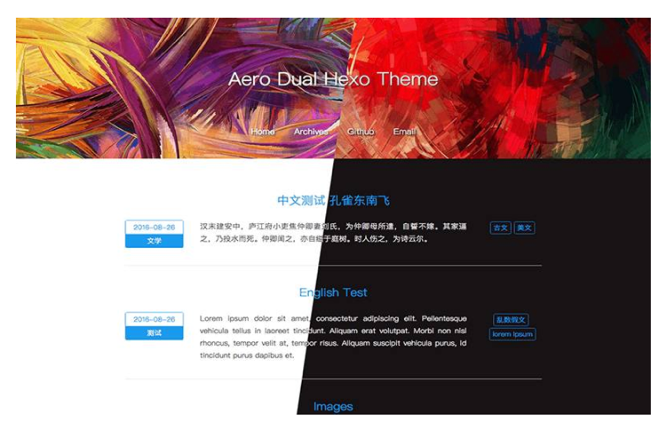 Aero Dual Hexo Theme
Home Archives Github Email
中文测试 孔雀东南飞
2016-08-26
文学
汉末建安中，庐江府小吏焦仲卿妻刘氏，为仲卿母所遣，自誓不嫁。其家逼
之，乃投水而死。仲卿闻之，亦自缢于庭树。时人伤之，为诗云尔。
古文 美文
English Test
2016-08-26
测试
Lorem ipsum dolor sit amet, consectetur adipiscing elit. Pellentesque
vehicula tellus in laoreet tincidunt. Aliquam erat volutpat. Morbi non nisl
rhoncus, tempor velit at, tempor risus. Aliquam suscipit vehicula purus, id
tincidunt purus dapibus et.
乱数假文
lorem ipsum
Images